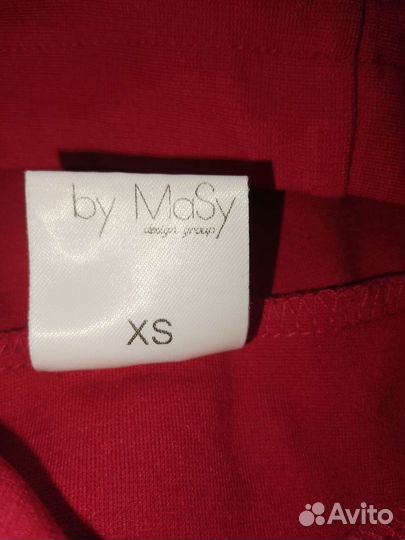 by MaSy
design group
XS
Avito